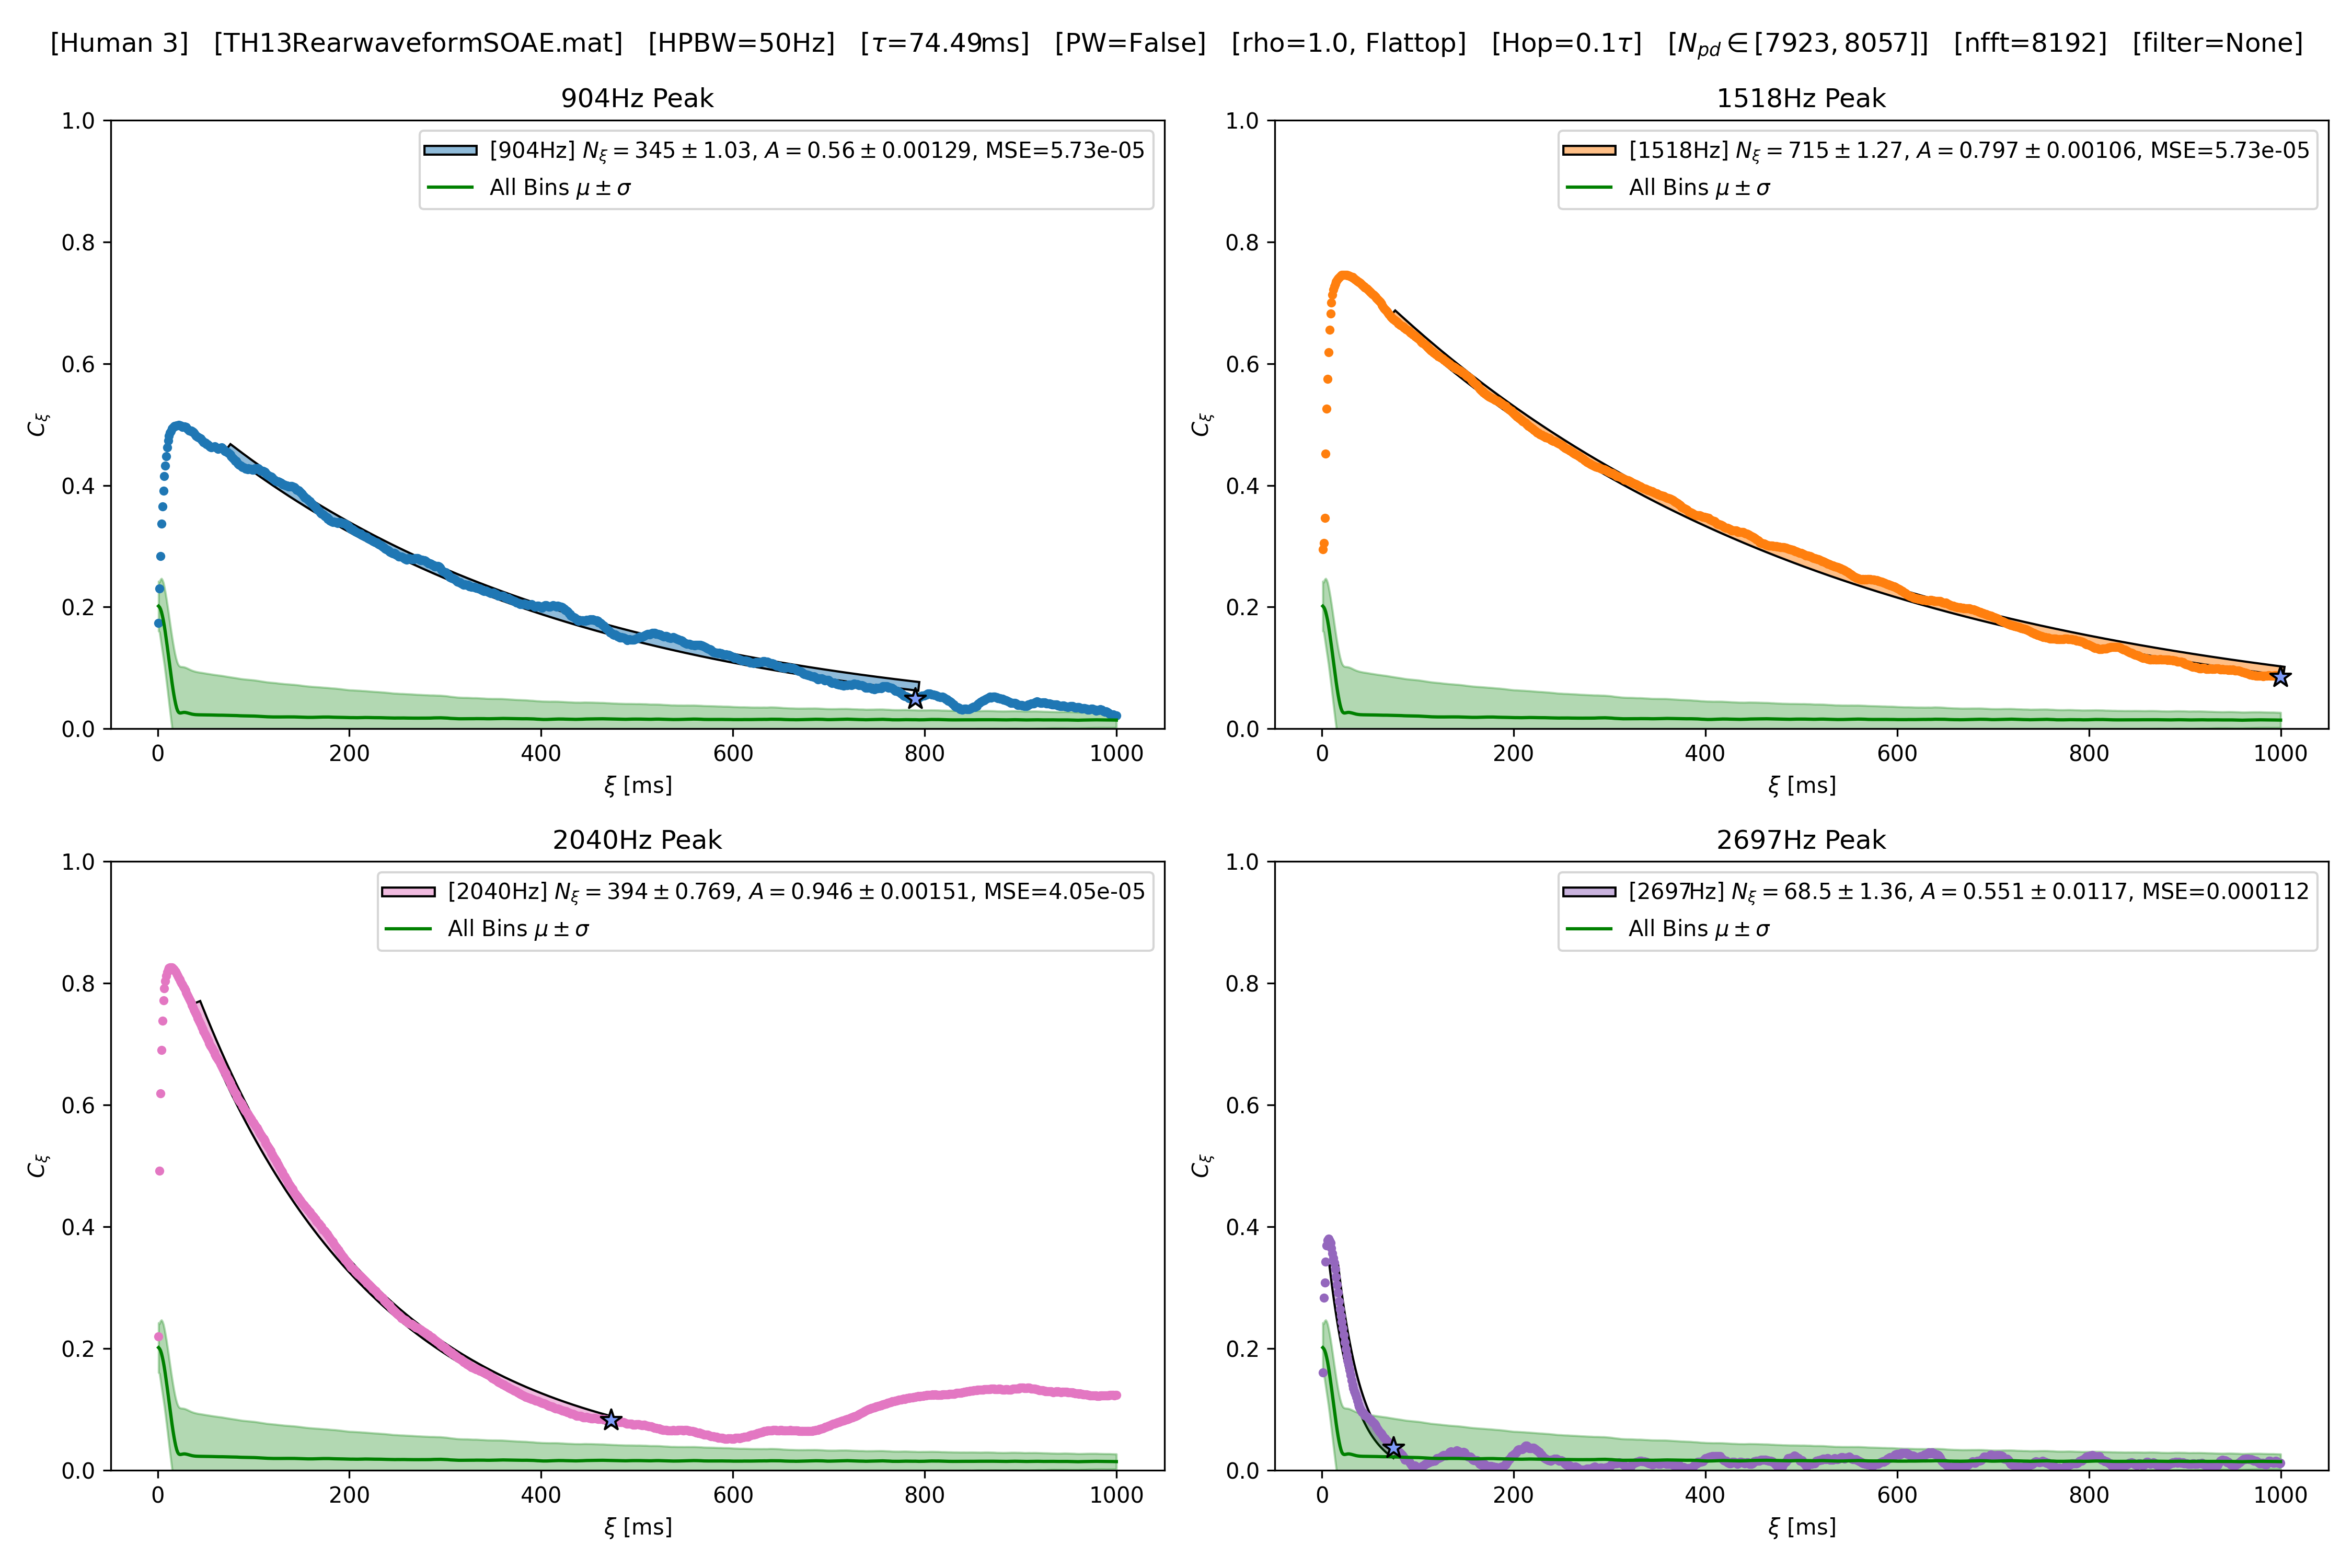 [Human 3] [TH13RearwaveformSOAE.mat] [HPBW=50Hz] [τ=74.49ms] [PW=False] [rho=1.0, Flattop] [Hop=0.1τ] [N_pd ∈ [7923, 8057]] [nfft=8192] [filter=None]
904Hz Peak
[904Hz] N_ξ = 345 ± 1.03, A = 0.56 ± 0.00129, MSE=5.73e-05
All Bins μ ± σ
1.0
0.8
0.6
0.4
0.2
0.0
C_ξ
0 200 400 600 800 1000
ξ [ms]
1518Hz Peak
[1518Hz] N_ξ = 715 ± 1.27, A = 0.797 ± 0.00106, MSE=5.73e-05
All Bins μ ± σ
1.0
0.8
0.6
0.4
0.2
0.0
C_ξ
0 200 400 600 800 1000
ξ [ms]
2040Hz Peak
[2040Hz] N_ξ = 394 ± 0.769, A = 0.946 ± 0.00151, MSE=4.05e-05
All Bins μ ± σ
1.0
0.8
0.6
0.4
0.2
0.0
C_ξ
0 200 400 600 800 1000
ξ [ms]
2697Hz Peak
[2697Hz] N_ξ = 68.5 ± 1.36, A = 0.551 ± 0.0117, MSE=0.000112
All Bins μ ± σ
1.0
0.8
0.6
0.4
0.2
0.0
C_ξ
0 200 400 600 800 1000
ξ [ms]